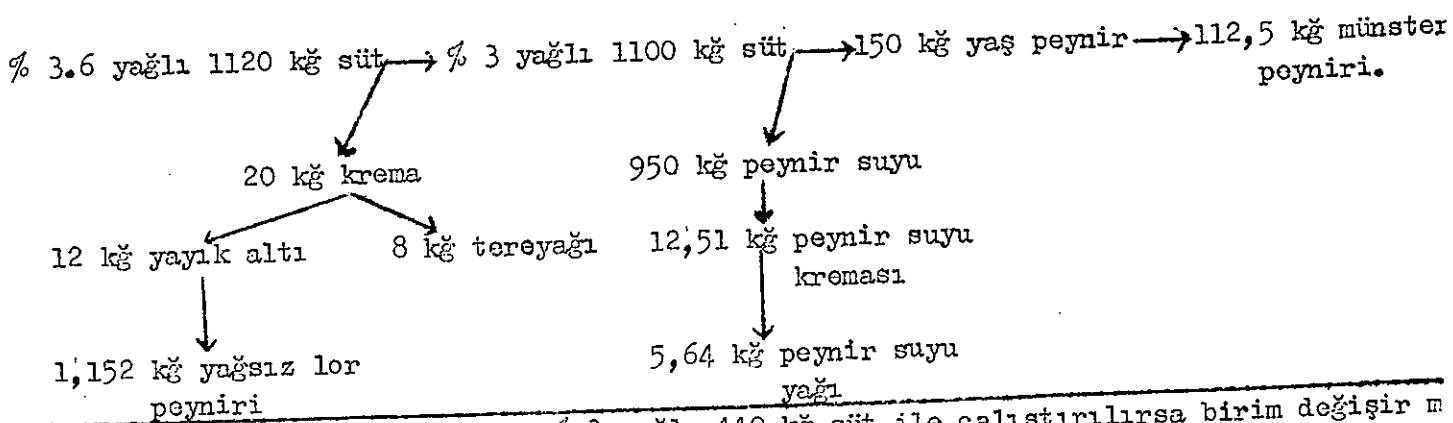 % 3.6 yağlı 1120 kğ süt → % 3 yağlı 1100 kğ süt → 150 kğ yaş peynir → 112,5 kğ münster
peyniri.
20 kğ krema 950 kğ peynir suyu
12 kğ yayık altı 8 kğ tereyağı 12,51 kğ peynir suyu
kreması
1,152 kğ yağsız lor 5,64 kğ peynir suyu
peyniri yağı
% 3 yağlı 440 kğ süt ile çalıştırılırsa birim değişir m